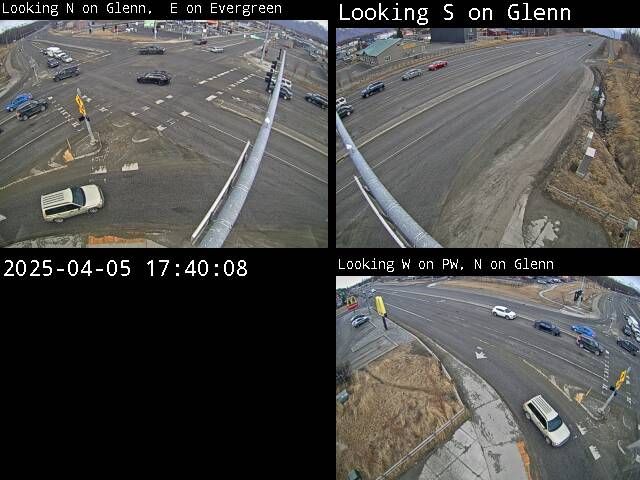 Looking N on Glenn,  E on Evergreen
Looking S on Glenn
2025-04-05 17:40:08
Looking W on PW, N on Glenn